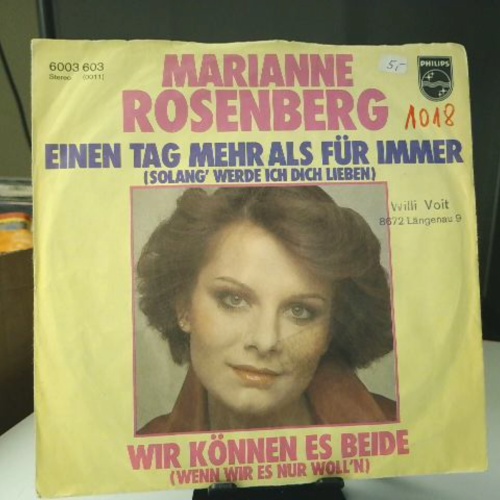 6003 603
Stereo (0011)
MARIANNE
ROSENBERG
5,-
PHILIPS
1018
EINEN TAG MEHR ALS FÜR IMMER
(SOLANG' WERDE ICH DICH LIEBEN)
Willi Voit
8672 Längenau 9
WIR KÖNNEN ES BEIDE
(WENN WIR ES NUR WOLL'N)